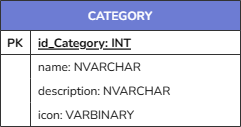 CATEGORY
PK id_Category: INT
name: NVARCHAR
description: NVARCHAR
icon: VARBINARY